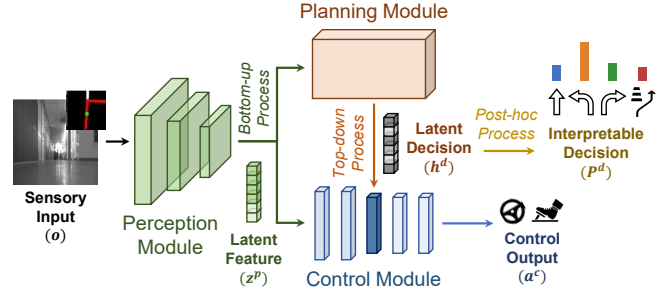 Planning Module
Bottom-up
Process
Top-down
Process
Latent
Decision
(h^d)
Post-hoc
Process
Interpretable
Decision
(P^d)
Sensory
Input
(o)
Perception
Module
Latent
Feature
(z^p)
Control Module
Control
Output
(a^c)